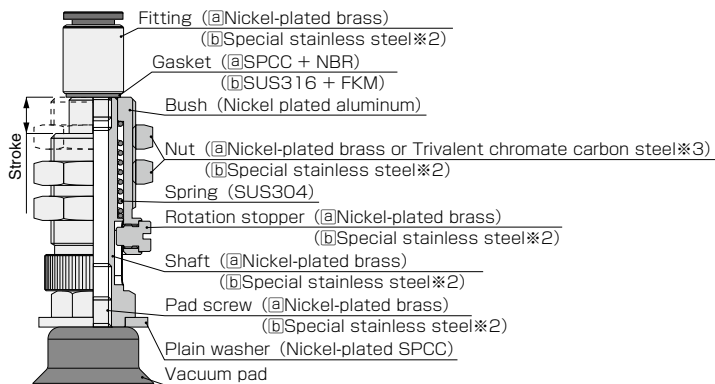 Fitting (ⓐNickel-plated brass)
(ⓑSpecial stainless steel※2)
Gasket (ⓐSPCC + NBR)
(ⓑSUS316 + FKM)
Bush (Nickel plated aluminum)
Stroke
Nut (ⓐNickel-plated brass or Trivalent chromate carbon steel※3)
(ⓑSpecial stainless steel※2)
Spring (SUS304)
Rotation stopper (ⓐNickel-plated brass)
(ⓑSpecial stainless steel※2)
Shaft (ⓐNickel-plated brass)
(ⓑSpecial stainless steel※2)
Pad screw (ⓐNickel-plated brass)
(ⓑSpecial stainless steel※2)
Plain washer (Nickel-plated SPCC)
Vacuum pad